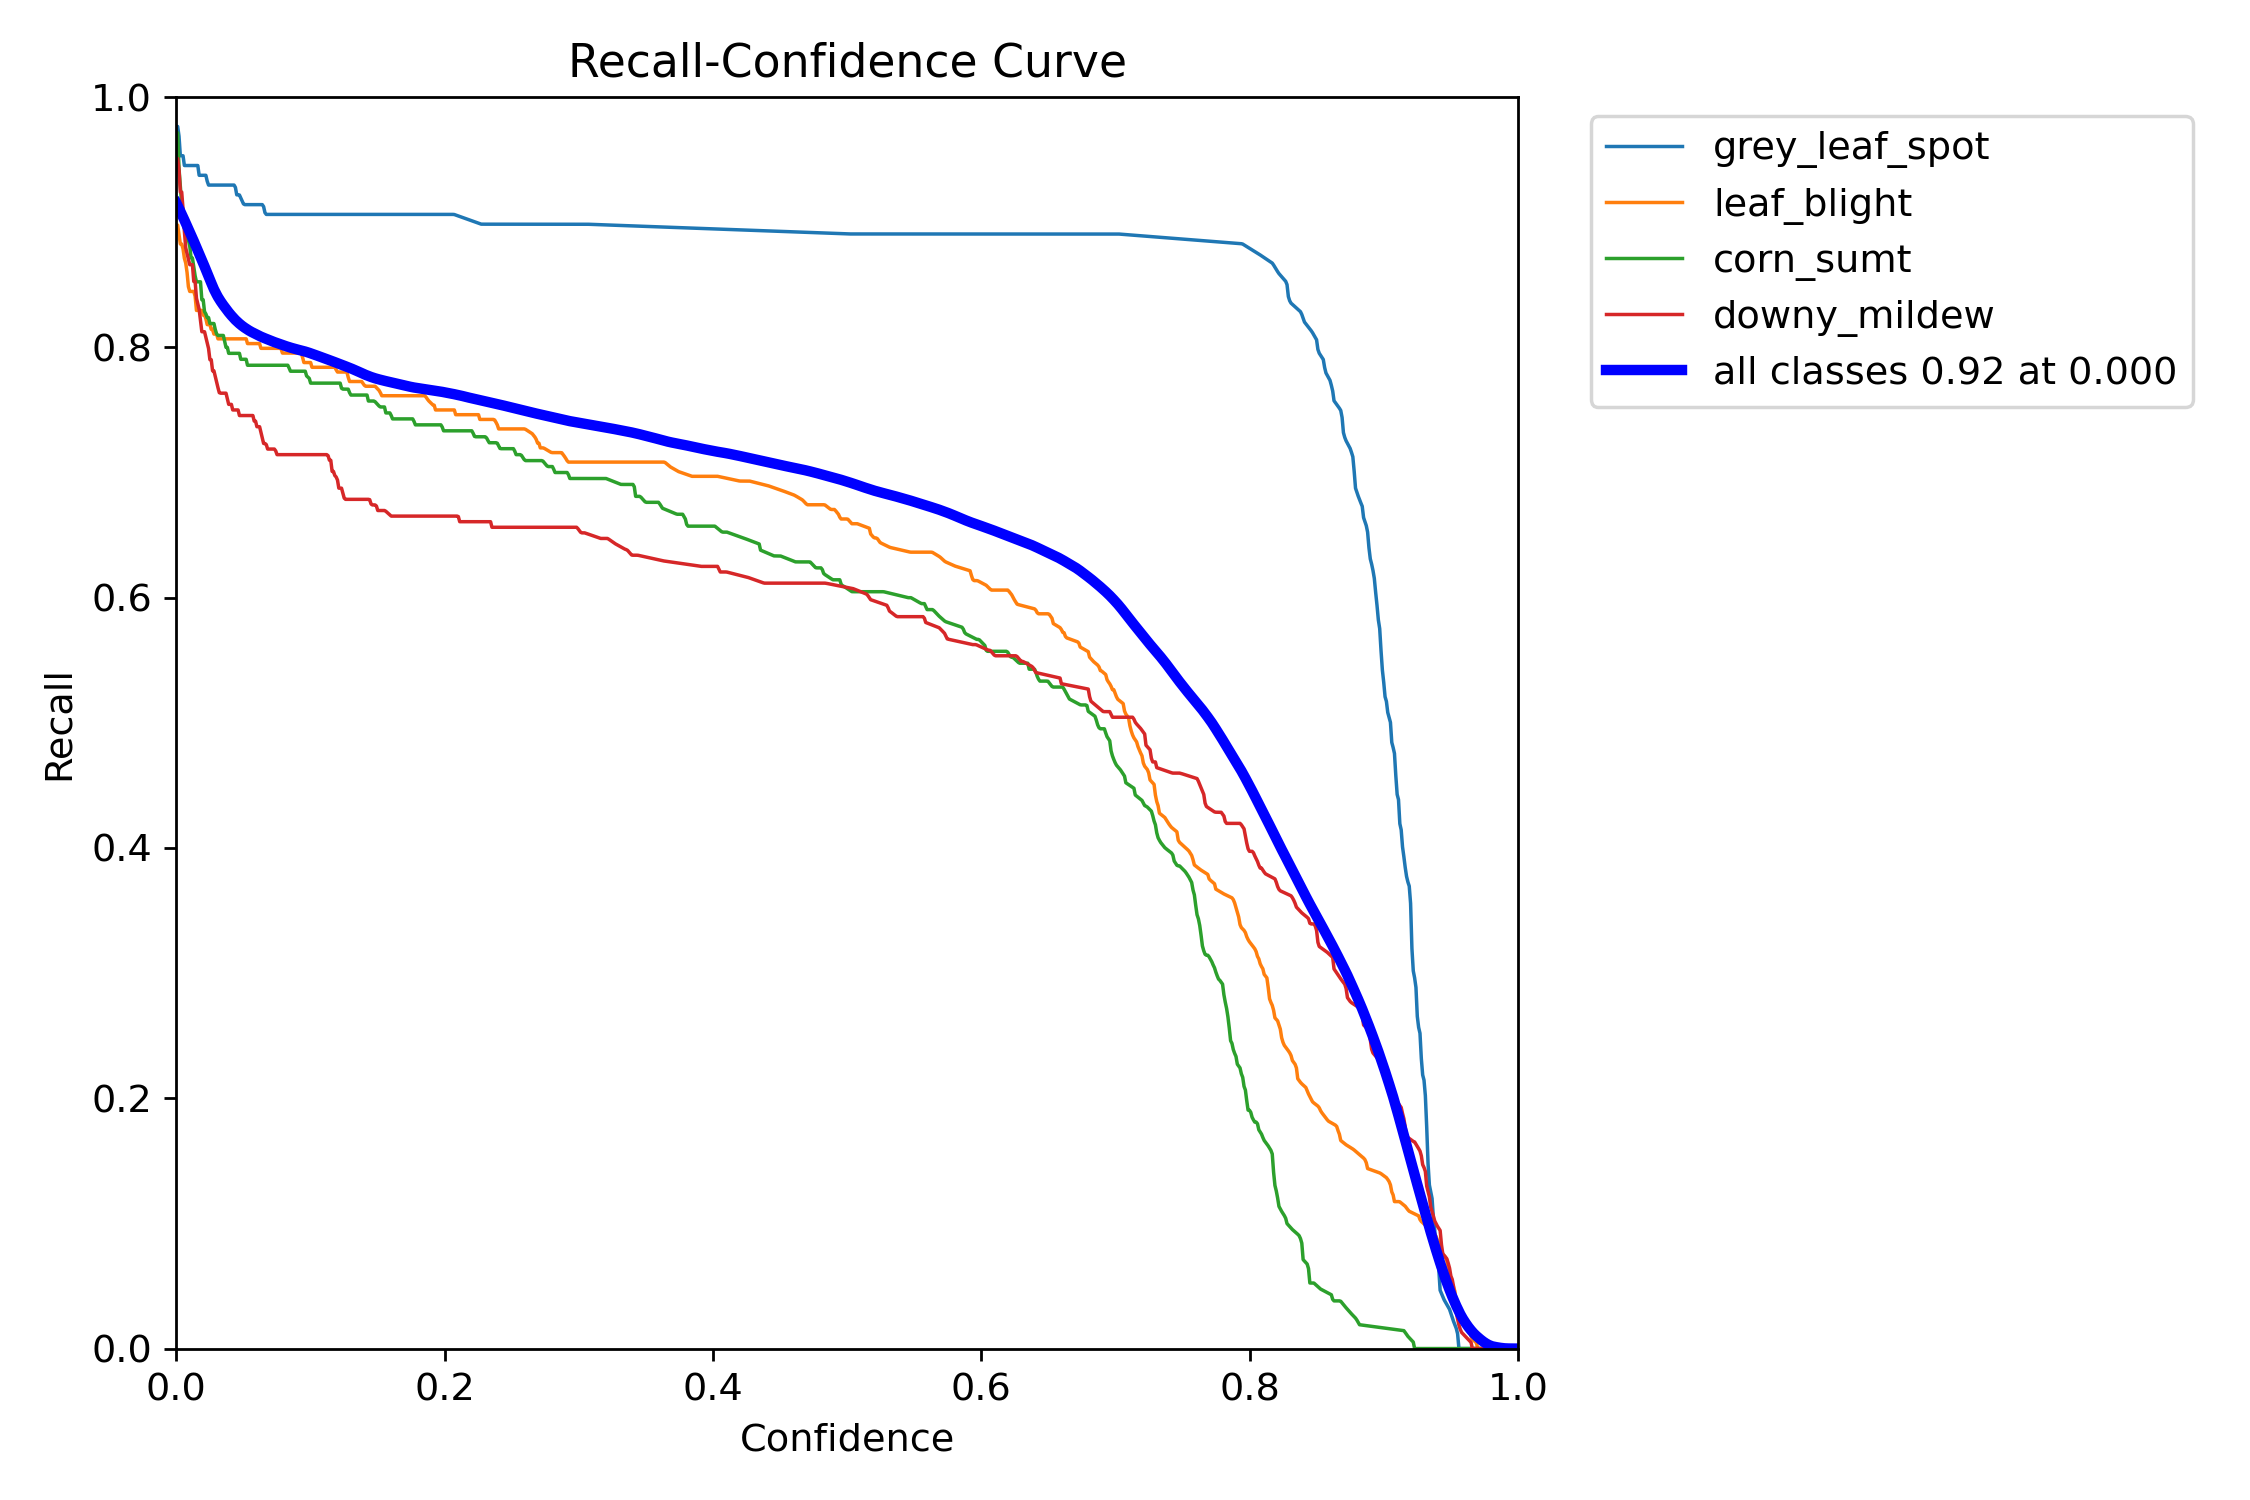 Recall-Confidence Curve
1.0
0.8
0.6
0.4
0.2
0.0
Recall
0.0 0.2 0.4 0.6 0.8 1.0
Confidence
grey_leaf_spot
leaf_blight
corn_sumt
downy_mildew
all classes 0.92 at 0.000